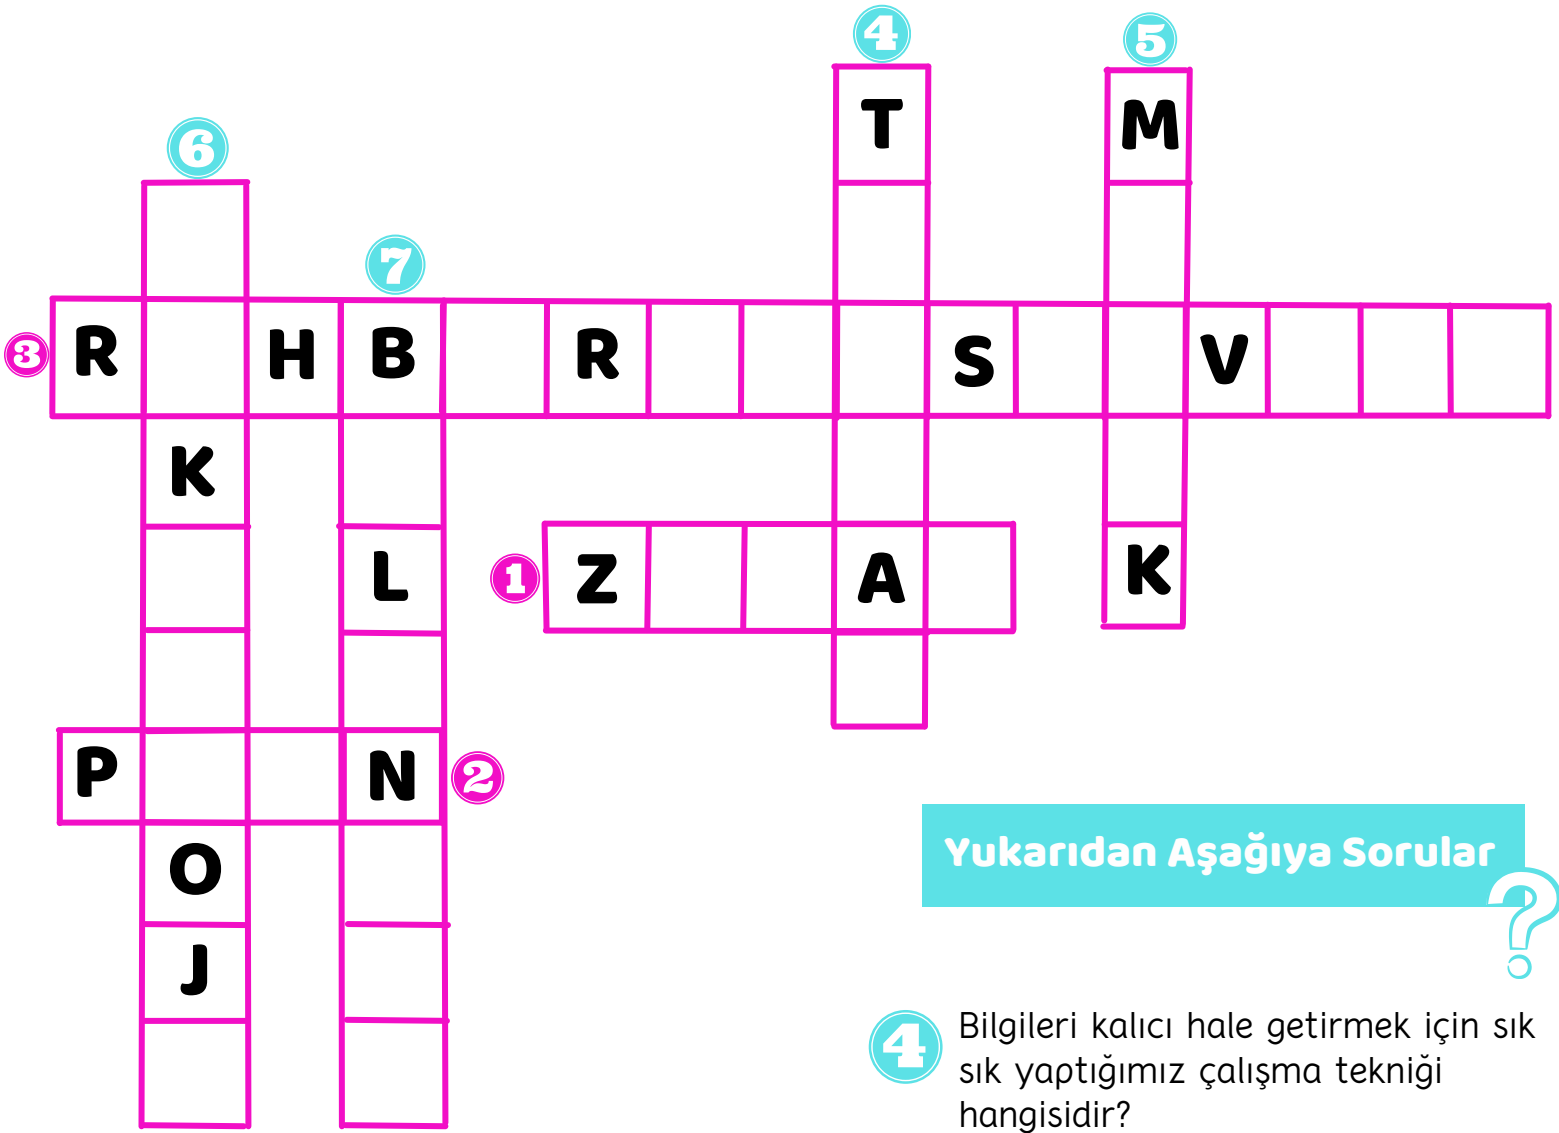 4
5
T
M
6
7
3
R
H
B
R
S
V
K
1
Z
A
K
L
P
N
2
O
J
Yukarıdan Aşağıya Sorular
?
4
Bilgileri kalıcı hale getirmek için sık
sık yaptığımız çalışma tekniği
hangisidir?